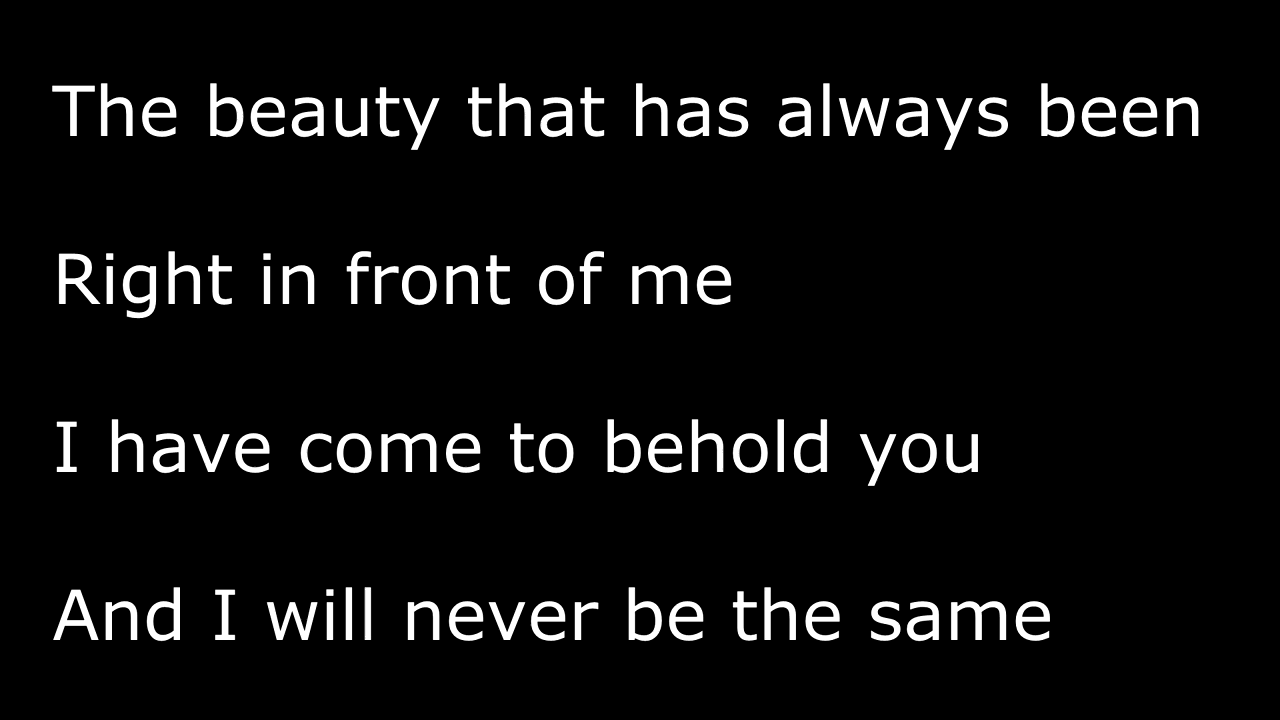 The beauty that has always been
Right in front of me
I have come to behold you
And I will never be the same